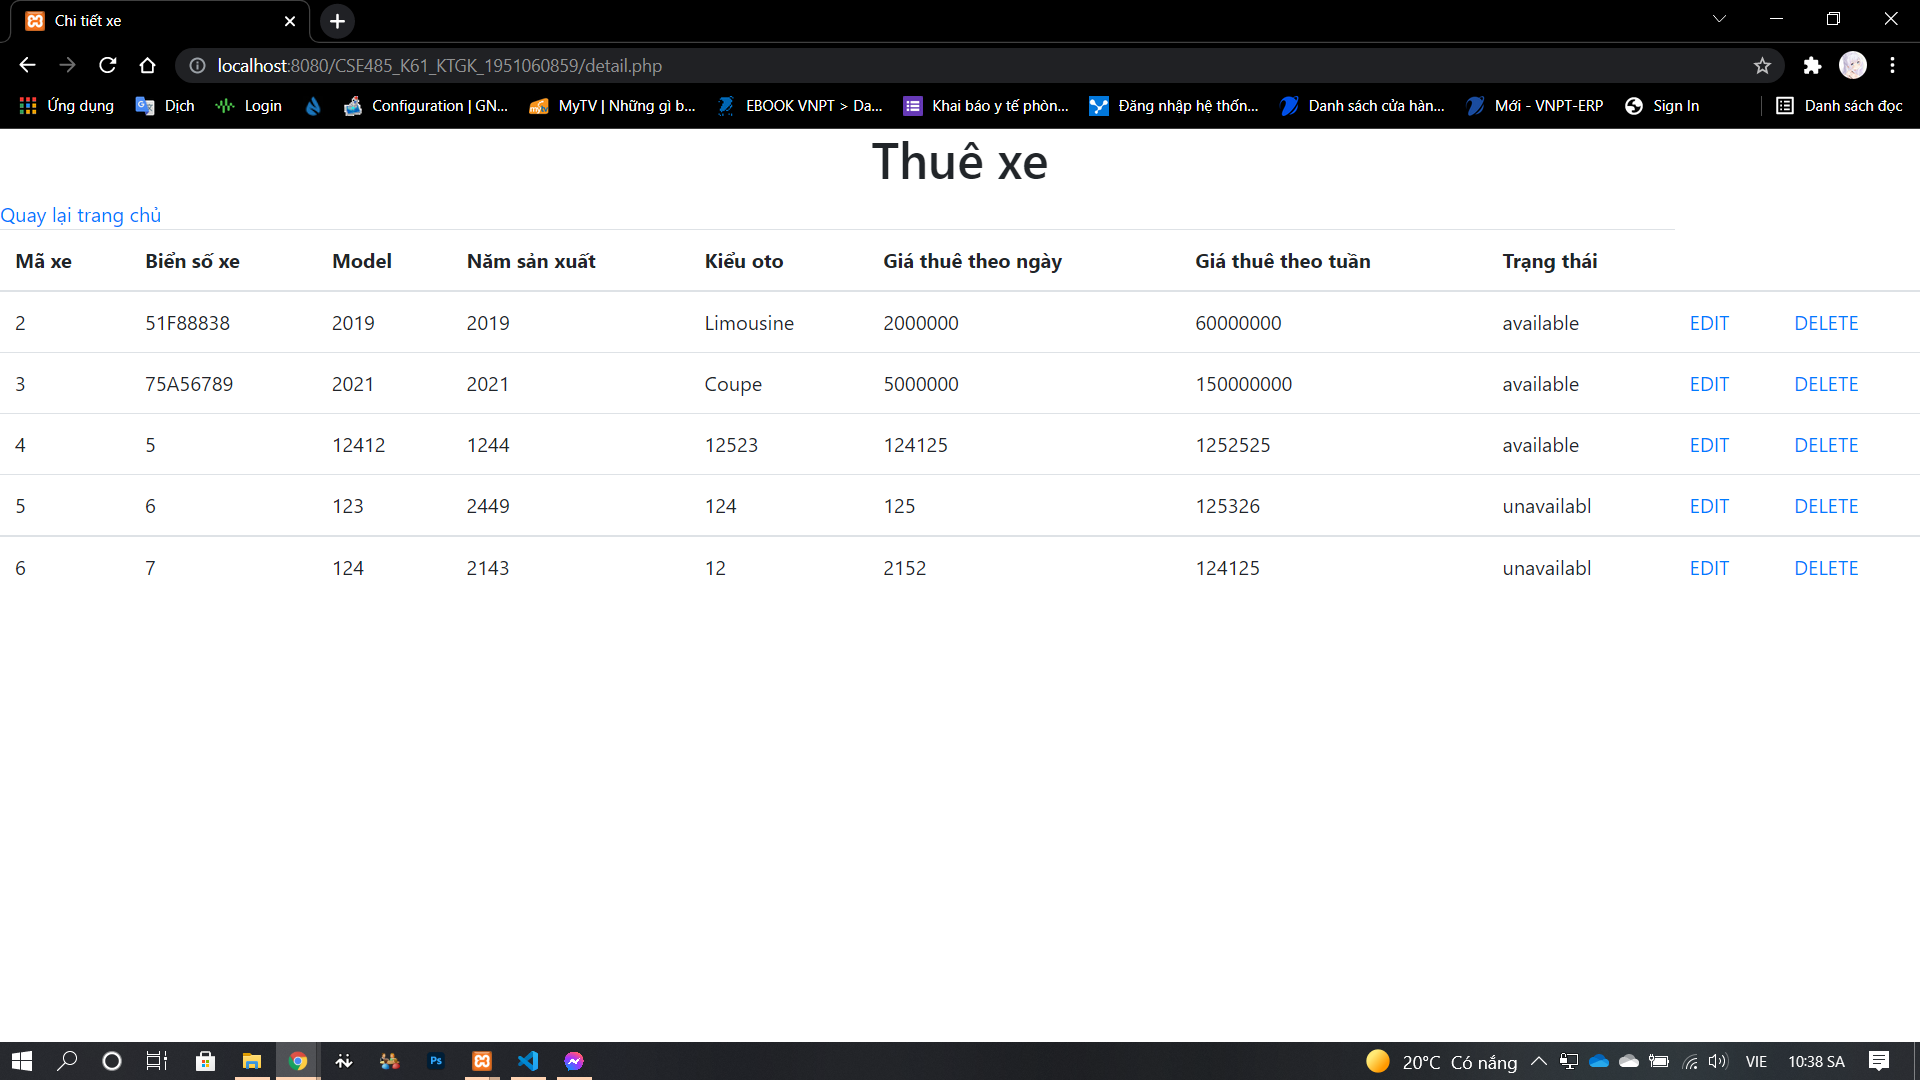 Chi tiết xe
localhost:8080/CSE485_K61_KTGK_1951060859/detail.php
Ứng dụng Dịch Login Configuration | GN... MyTV | Những gì b... EBOOK VNPT > Da... Khai báo y tế phòn... Đăng nhập hệ thốn... Danh sách cửa hàn... Mới - VNPT-ERP Sign In Danh sách đọc
Thuê xe
Quay lại trang chủ
Mã xe Biển số xe Model Năm sản xuất Kiểu oto Giá thuê theo ngày Giá thuê theo tuần Trạng thái
2 51F88838 2019 2019 Limousine 2000000 60000000 available EDIT DELETE
3 75A56789 2021 2021 Coupe 5000000 150000000 available EDIT DELETE
4 5 12412 1244 12523 124125 1252525 available EDIT DELETE
5 6 123 2449 124 125 125326 unavailabl EDIT DELETE
6 7 124 2143 12 2152 124125 unavailabl EDIT DELETE
Ps 20°C Có nắng VIE 10:38 SA